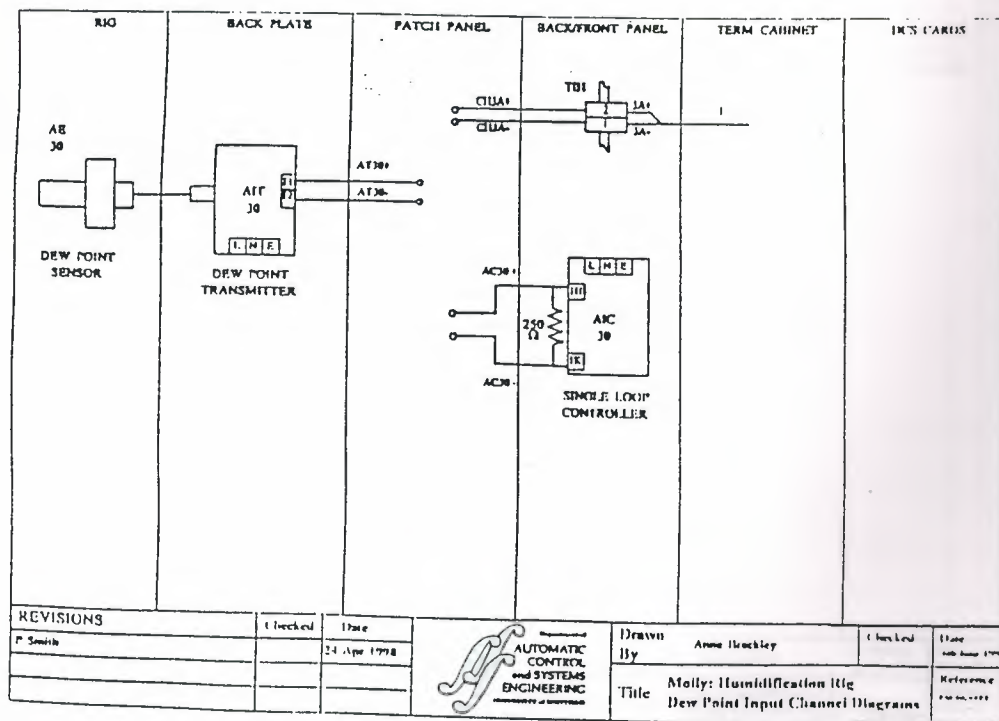 RIG
BACK PLATE
PATCH PANEL
BACK/FRONT PANEL
TERM CABINET
DCS CARDS
AE
30
DEW POINT
SENSOR
AIT
30
L N E
DEW POINT
TRANSMITTER
AT30+
AT30-
2
1
3A+
3A-
AC30+
AC30-
250
Ω
L N E
1K
AIC
30
SINGLE LOOP
CONTROLLER
REVISIONS
Checked
Date
P Smith
24 Apr 1998
AUTOMATIC
CONTROL
and SYSTEMS
ENGINEERING
Drawn
By
Anne
Checked
Date
Title
Molly: Humidification Rig
Dew Point Input Channel Diagrams
Reference